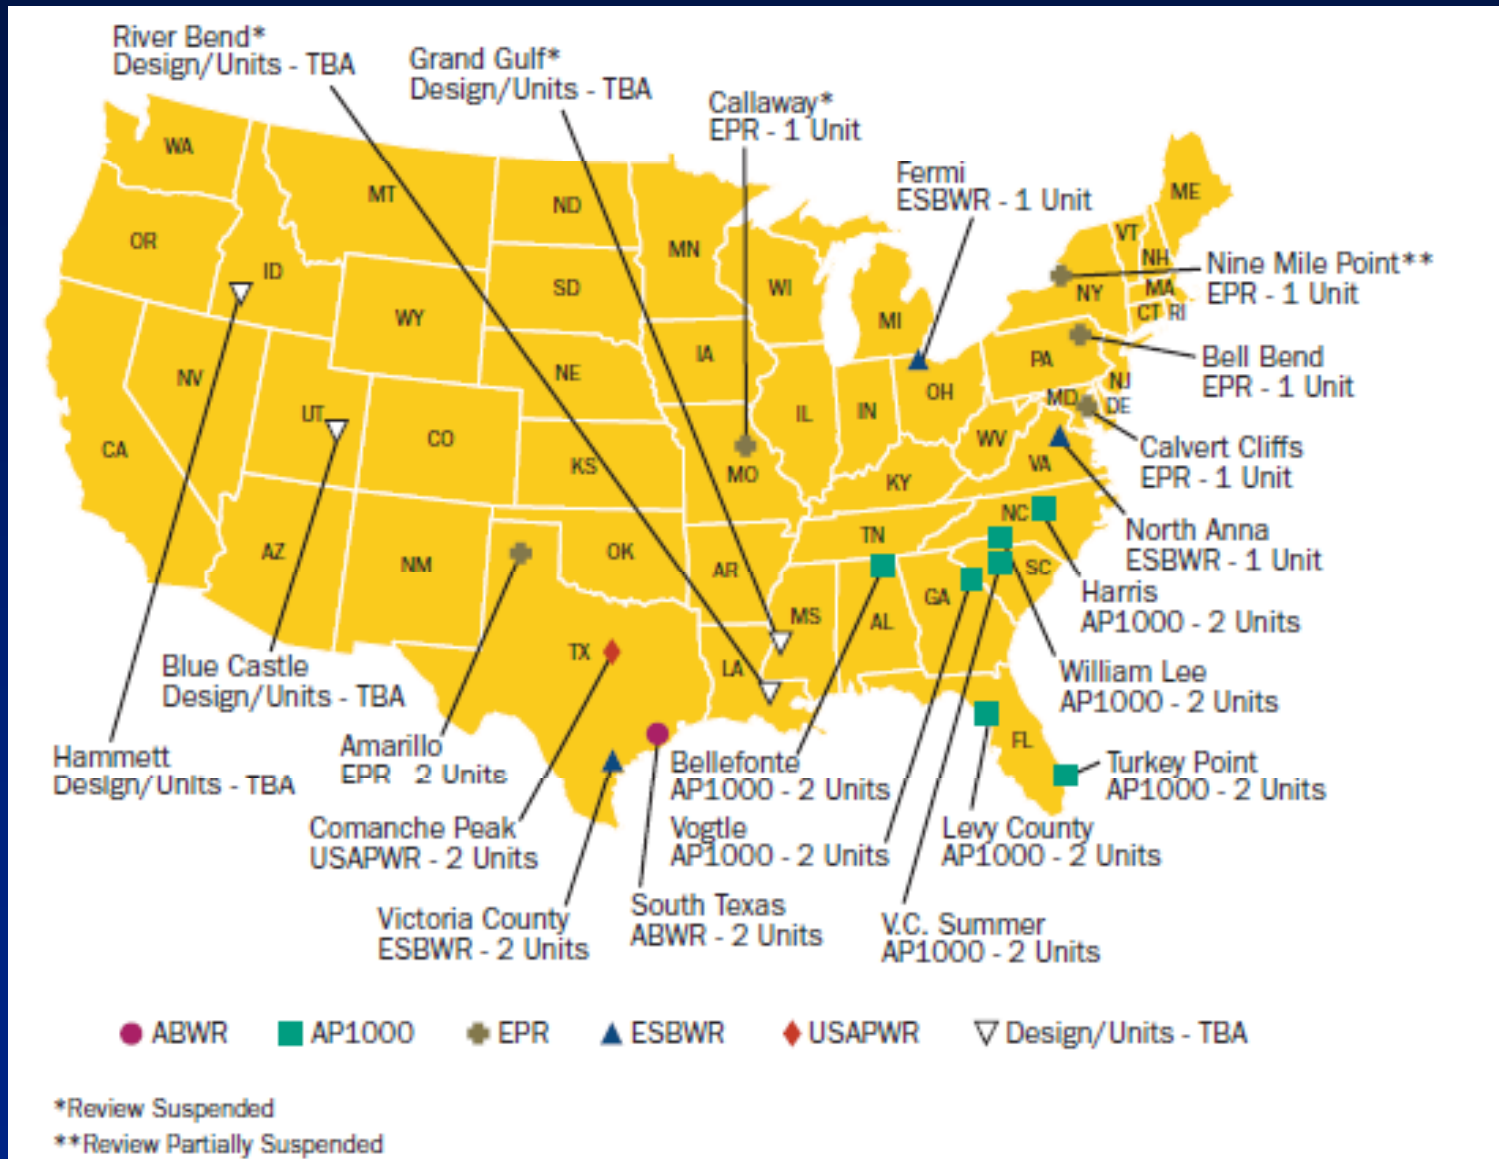 River Bend*
Design/Units - TBA
Grand Gulf*
Design/Units - TBA
Callaway*
EPR - 1 Unit
Fermi
ESBWR - 1 Unit
Nine Mile Point**
EPR - 1 Unit
Bell Bend
EPR - 1 Unit
Calvert Cliffs
EPR - 1 Unit
North Anna
ESBWR - 1 Unit
Harris
AP1000 - 2 Units
William Lee
AP1000 - 2 Units
Turkey Point
AP1000 - 2 Units
Levy County
AP1000 - 2 Units
V.C. Summer
AP1000 - 2 Units
Bellefonte
AP1000 - 2 Units
Vogtle
AP1000 - 2 Units
South Texas
ABWR - 2 Units
Victoria County
ESBWR - 2 Units
Comanche Peak
USAPWR - 2 Units
Amarillo
EPR 2 Units
Blue Castle
Design/Units - TBA
Hammett
Design/Units - TBA
WA
MT
ND
MN
ME
OR
ID
SD
WI
VT
NH
WY
MI
NY
MA
CT RI
NV
NE
IA
PA
NJ
UT
CO
IL
IN
OH
MD
DE
CA
KS
MO
WV
VA
KY
AZ
NM
OK
AR
TN
NC
SC
TX
LA
MS
AL
GA
FL
ABWR
AP1000
EPR
ESBWR
USAPWR
Design/Units - TBA
*Review Suspended
**Review Partially Suspended